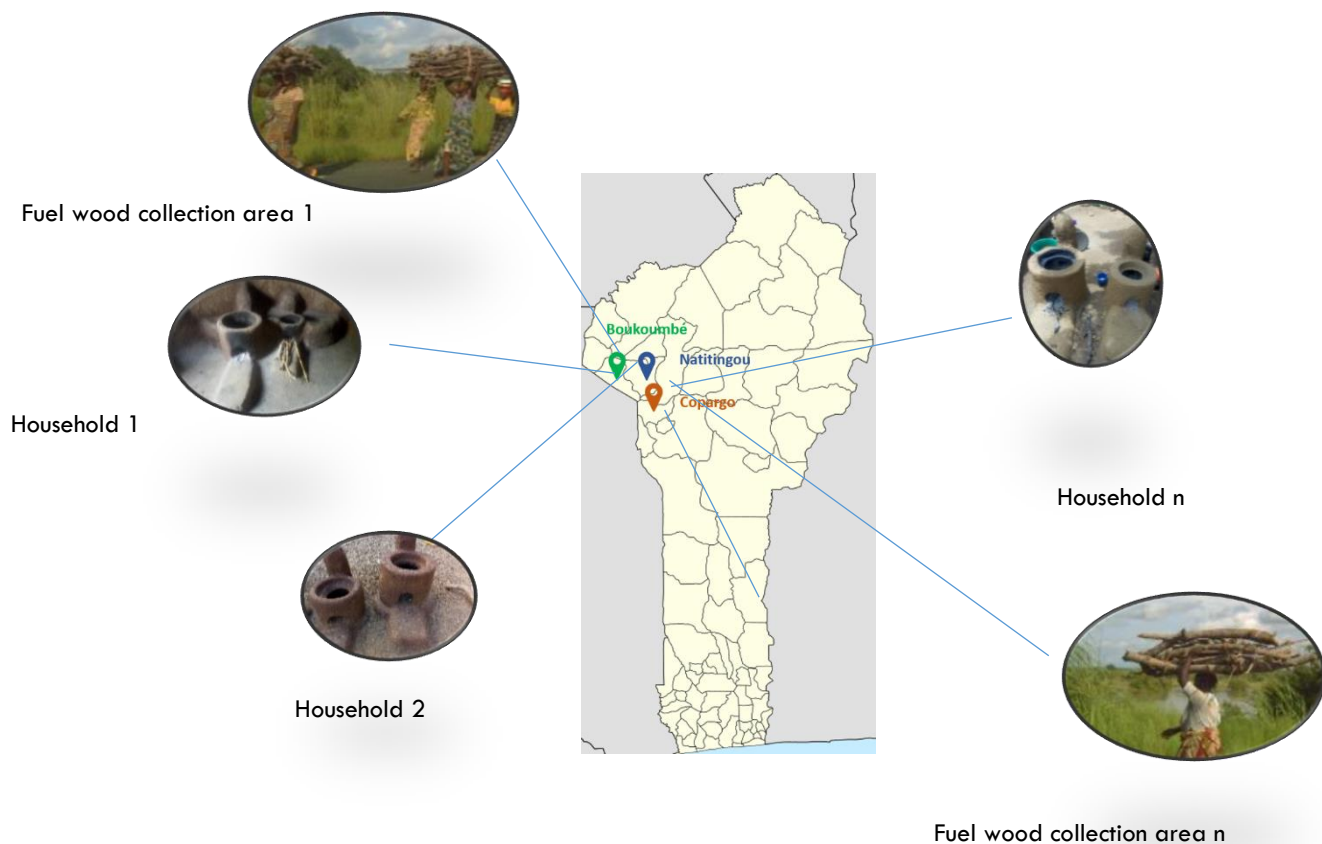 Fuel wood collection area 1
Boukoumbé
Natitingou
Copargo
Household 1
Household n
Household 2
Fuel wood collection area n